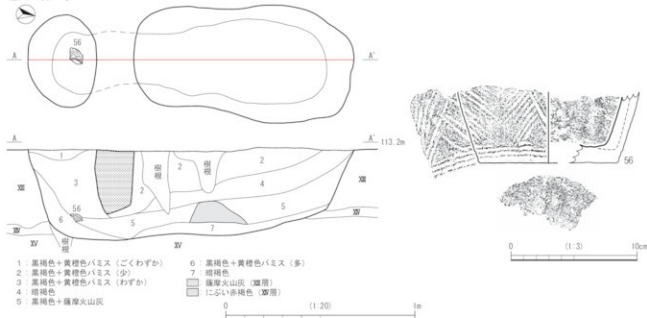 56
A A'
A A'
113.2m
1 2 2 2
3 4
56 5 5
6 7
撹乱 撹乱
XIII XIII
XIV XIV
XV XV XV
1：黒褐色＋黄橙色パミス（ごくわずか）
2：黒褐色＋黄橙色パミス（少）
3：黒褐色＋黄橙色パミス（わずか）
4：暗褐色
5：黒褐色＋薩摩火山灰
6：黒褐色＋黄橙色パミス（多）
7：暗褐色
：薩摩火山灰（XIII層）
：にぶい赤褐色（XIV層）
0 (1:20) 1m
56
0 (1:3) 10cm